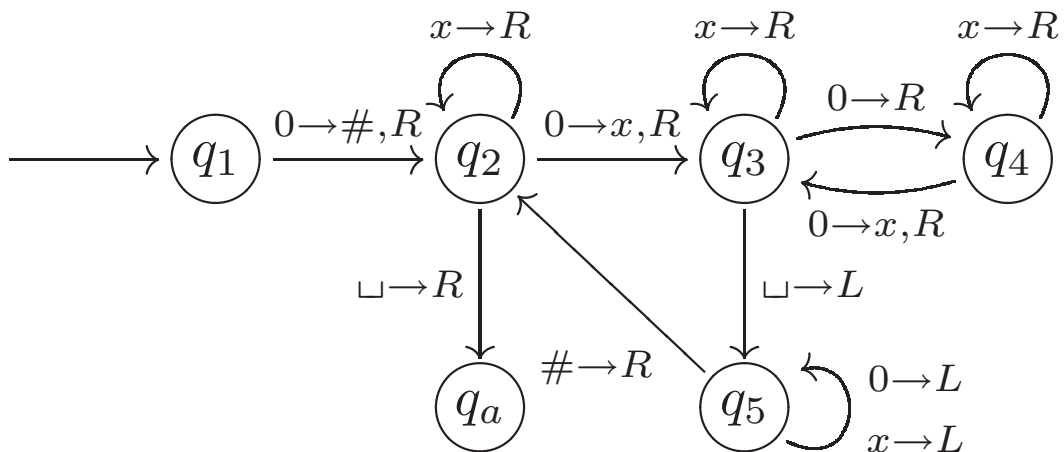 x→R x→R x→R
0→R
0→#,R 0→x,R
q₁ q₂ q₃ q₄
0→x,R
␣→R ␣→L
#→R 0→L
qₐ q₅
x→L